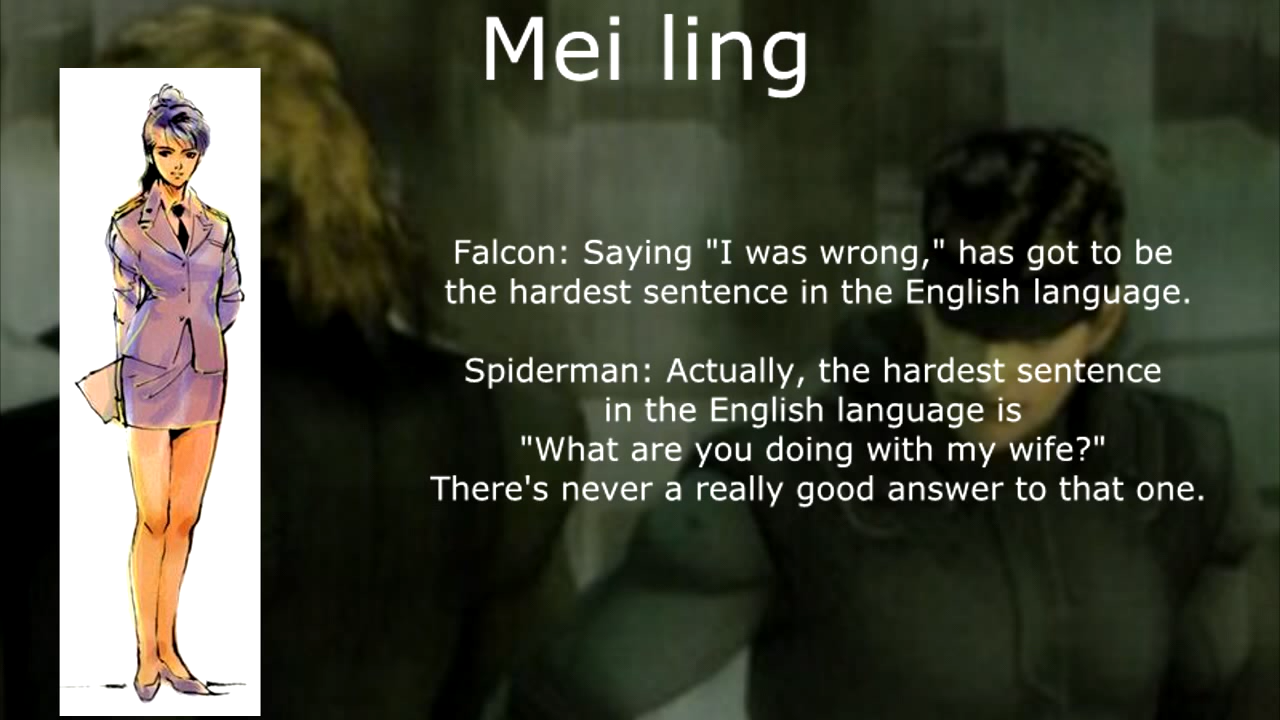 Mei ling
Falcon: Saying "I was wrong," has got to be
the hardest sentence in the English language.
Spiderman: Actually, the hardest sentence
in the English language is
"What are you doing with my wife?"
There's never a really good answer to that one.